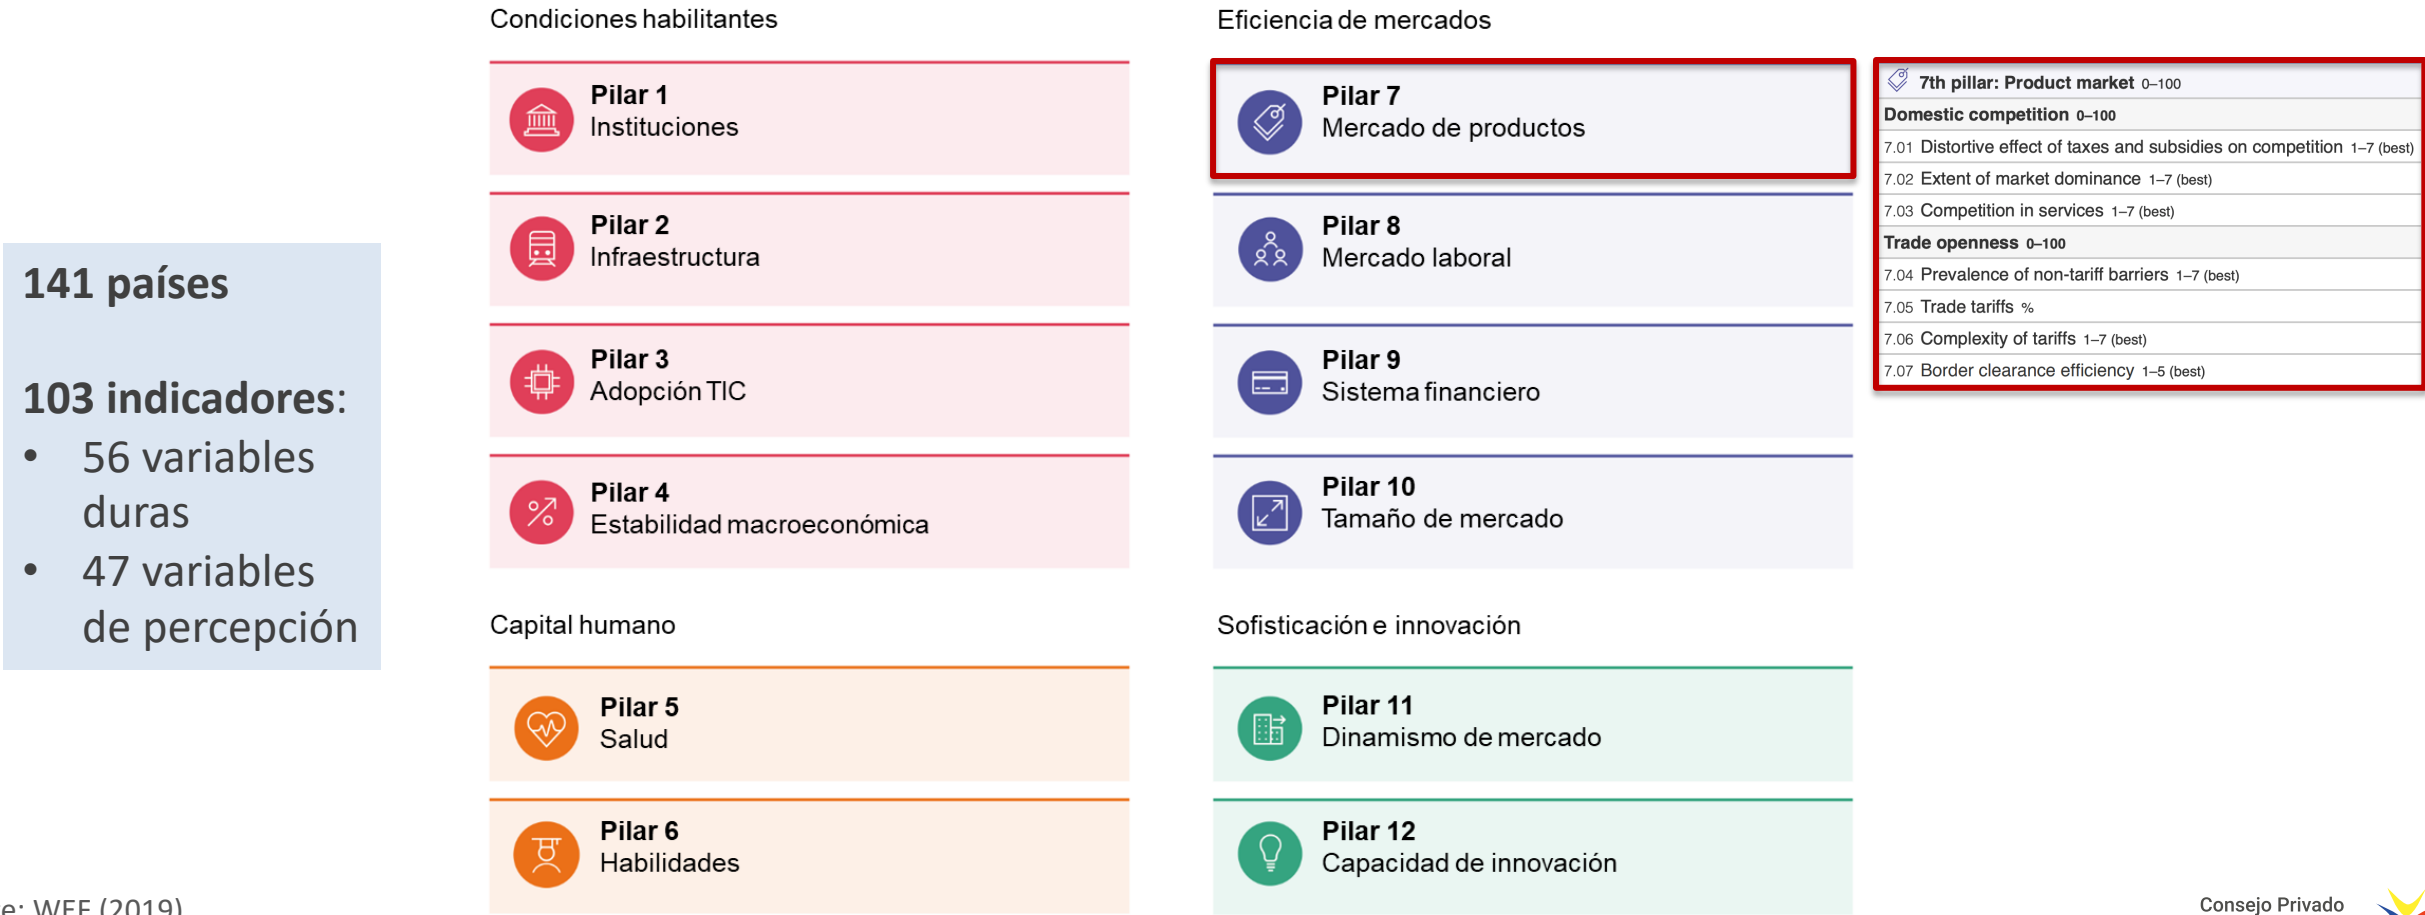 141 países
103 indicadores:
• 56 variables
duras
• 47 variables
de percepción
Condiciones habilitantes
Pilar 1
Instituciones
Pilar 2
Infraestructura
Pilar 3
Adopción TIC
Pilar 4
Estabilidad macroeconómica
Capital humano
Pilar 5
Salud
Pilar 6
Habilidades
Eficiencia de mercados
Pilar 7
Mercado de productos
Pilar 8
Mercado laboral
Pilar 9
Sistema financiero
Pilar 10
Tamaño de mercado
Sofisticación e innovación
Pilar 11
Dinamismo de mercado
Pilar 12
Capacidad de innovación
7th pillar: Product market 0–100
Domestic competition 0–100
7.01 Distortive effect of taxes and subsidies on competition 1–7 (best)
7.02 Extent of market dominance 1–7 (best)
7.03 Competition in services 1–7 (best)
Trade openness 0–100
7.04 Prevalence of non-tariff barriers 1–7 (best)
7.05 Trade tariffs %
7.06 Complexity of tariffs 1–7 (best)
7.07 Border clearance efficiency 1–5 (best)
e: WEF (2019)
Consejo Privado